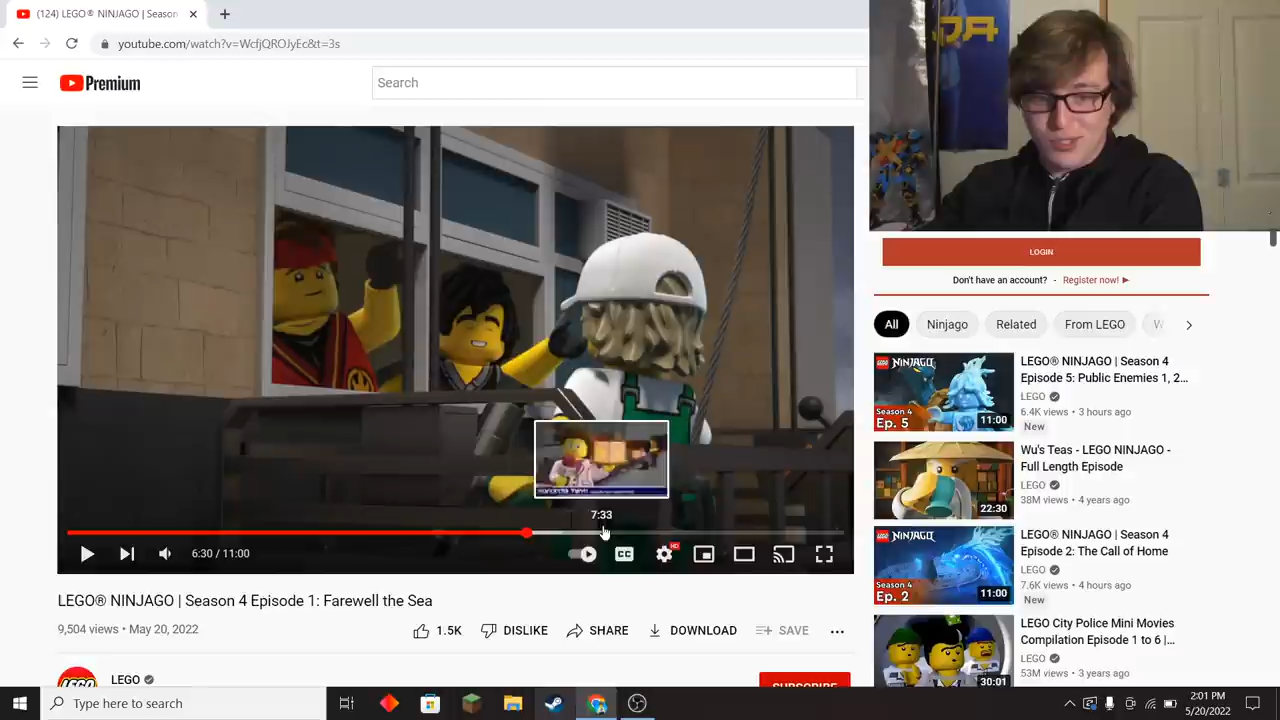 (124) LEGO® NINJAGO | Season
youtube.com/watch?v=WcfjQROJyEc&t=3s
Premium
Search
LOGIN
Don't have an account? - Register now! ►
All
Ninjago
Related
From LEGO
W
NINJAGO
Season 4
Ep. 5
11:00
LEGO® NINJAGO | Season 4
Episode 5: Public Enemies 1, 2...
LEGO
6.4K views • 3 hours ago
New
22:30
Wu's Teas - LEGO NINJAGO -
Full Length Episode
LEGO
38M views • 4 years ago
NINJAGO
Season 4
Ep. 2
11:00
LEGO® NINJAGO | Season 4
Episode 2: The Call of Home
LEGO
7.6K views • 4 hours ago
New
30:01
LEGO City Police Mini Movies
Compilation Episode 1 to 6 |...
LEGO
53M views • 3 years ago
7:33
6:30 / 11:00
CC
HD
LEGO® NINJAGO | Season 4 Episode 1: Farewell the Sea
9,504 views • May 20, 2022
1.5K
DISLIKE
SHARE
DOWNLOAD
SAVE
LEGO
SUBSCRIBE
Type here to search
2:01 PM
5/20/2022